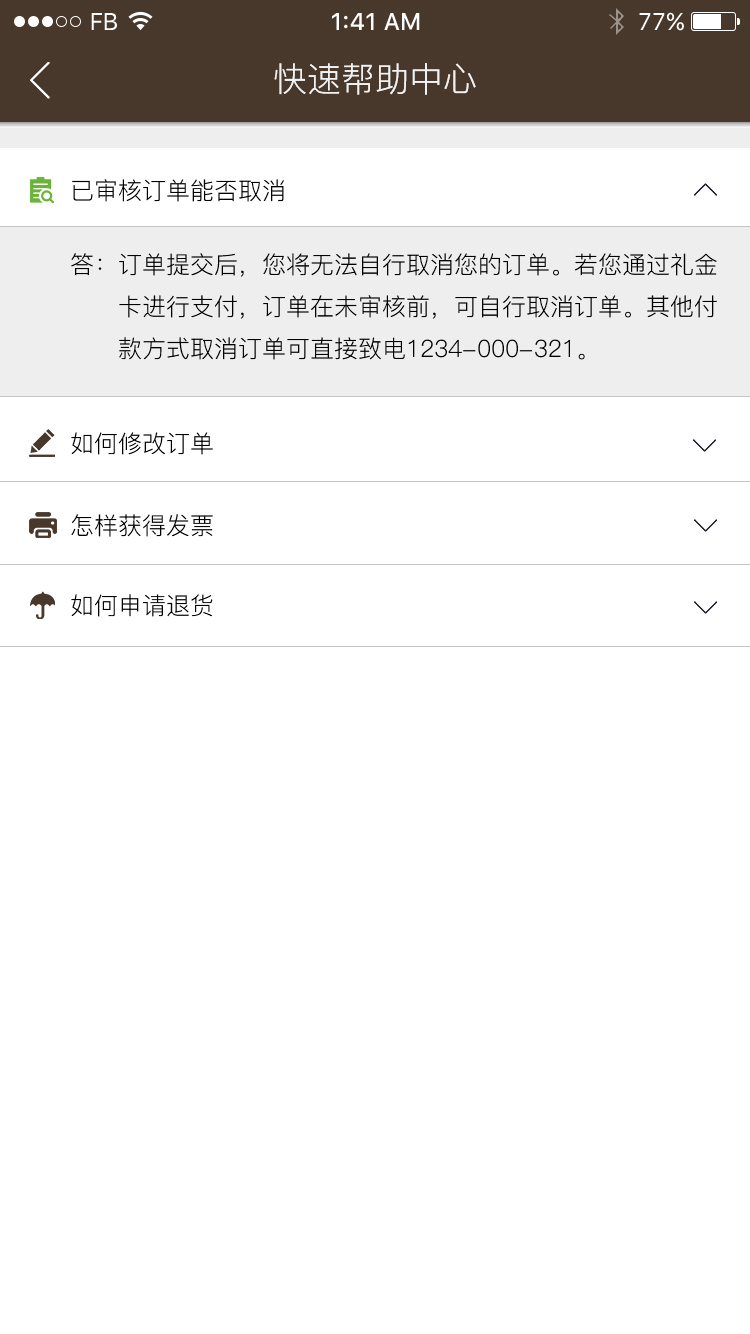 FB 1:41 AM 77%
快速帮助中心
已审核订单能否取消
答：订单提交后，您将无法自行取消您的订单。若您通过礼金
卡进行支付，订单在未审核前，可自行取消订单。其他付
款方式取消订单可直接致电1234-000-321。
如何修改订单
怎样获得发票
如何申请退货